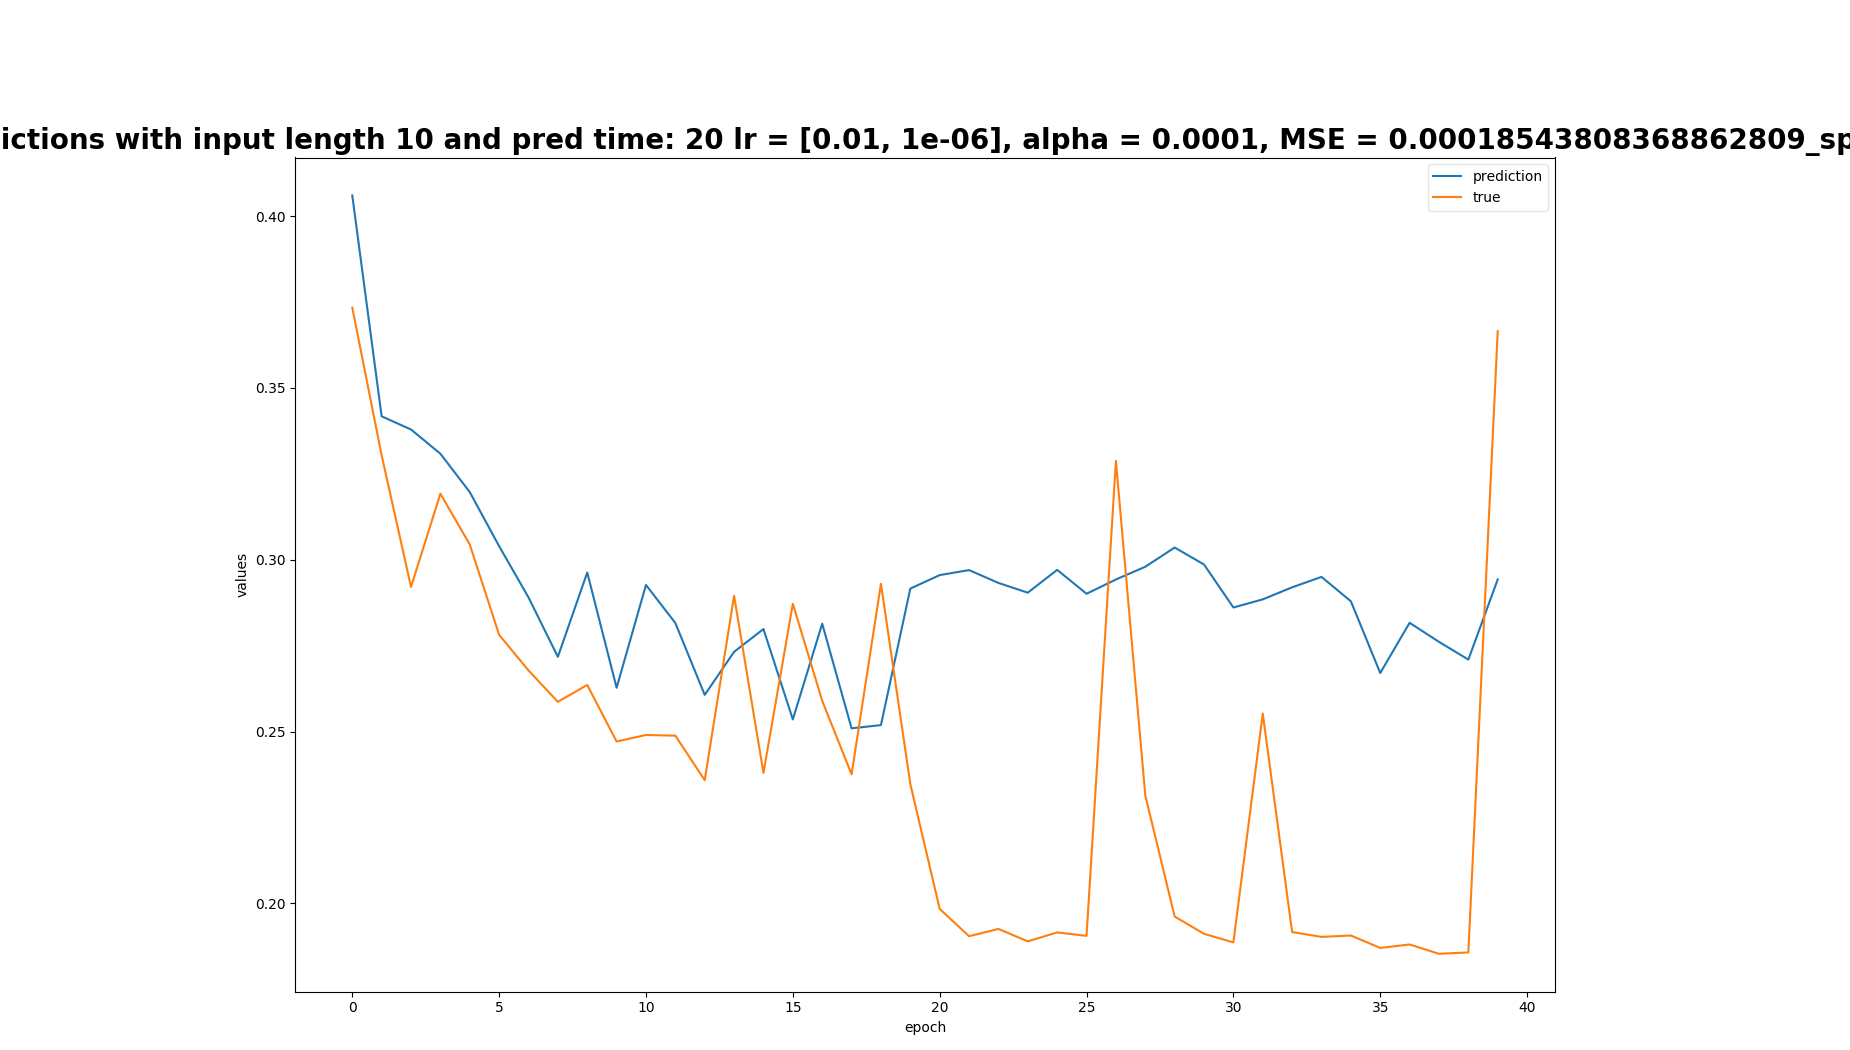 ictions with input length 10 and pred time: 20 lr = [0.01, 1e-06], alpha = 0.0001, MSE = 0.00018543808368862809_sp
prediction
true
0.40
0.35
0.30
0.25
0.20
values
0 5 10 15 20 25 30 35 40
epoch